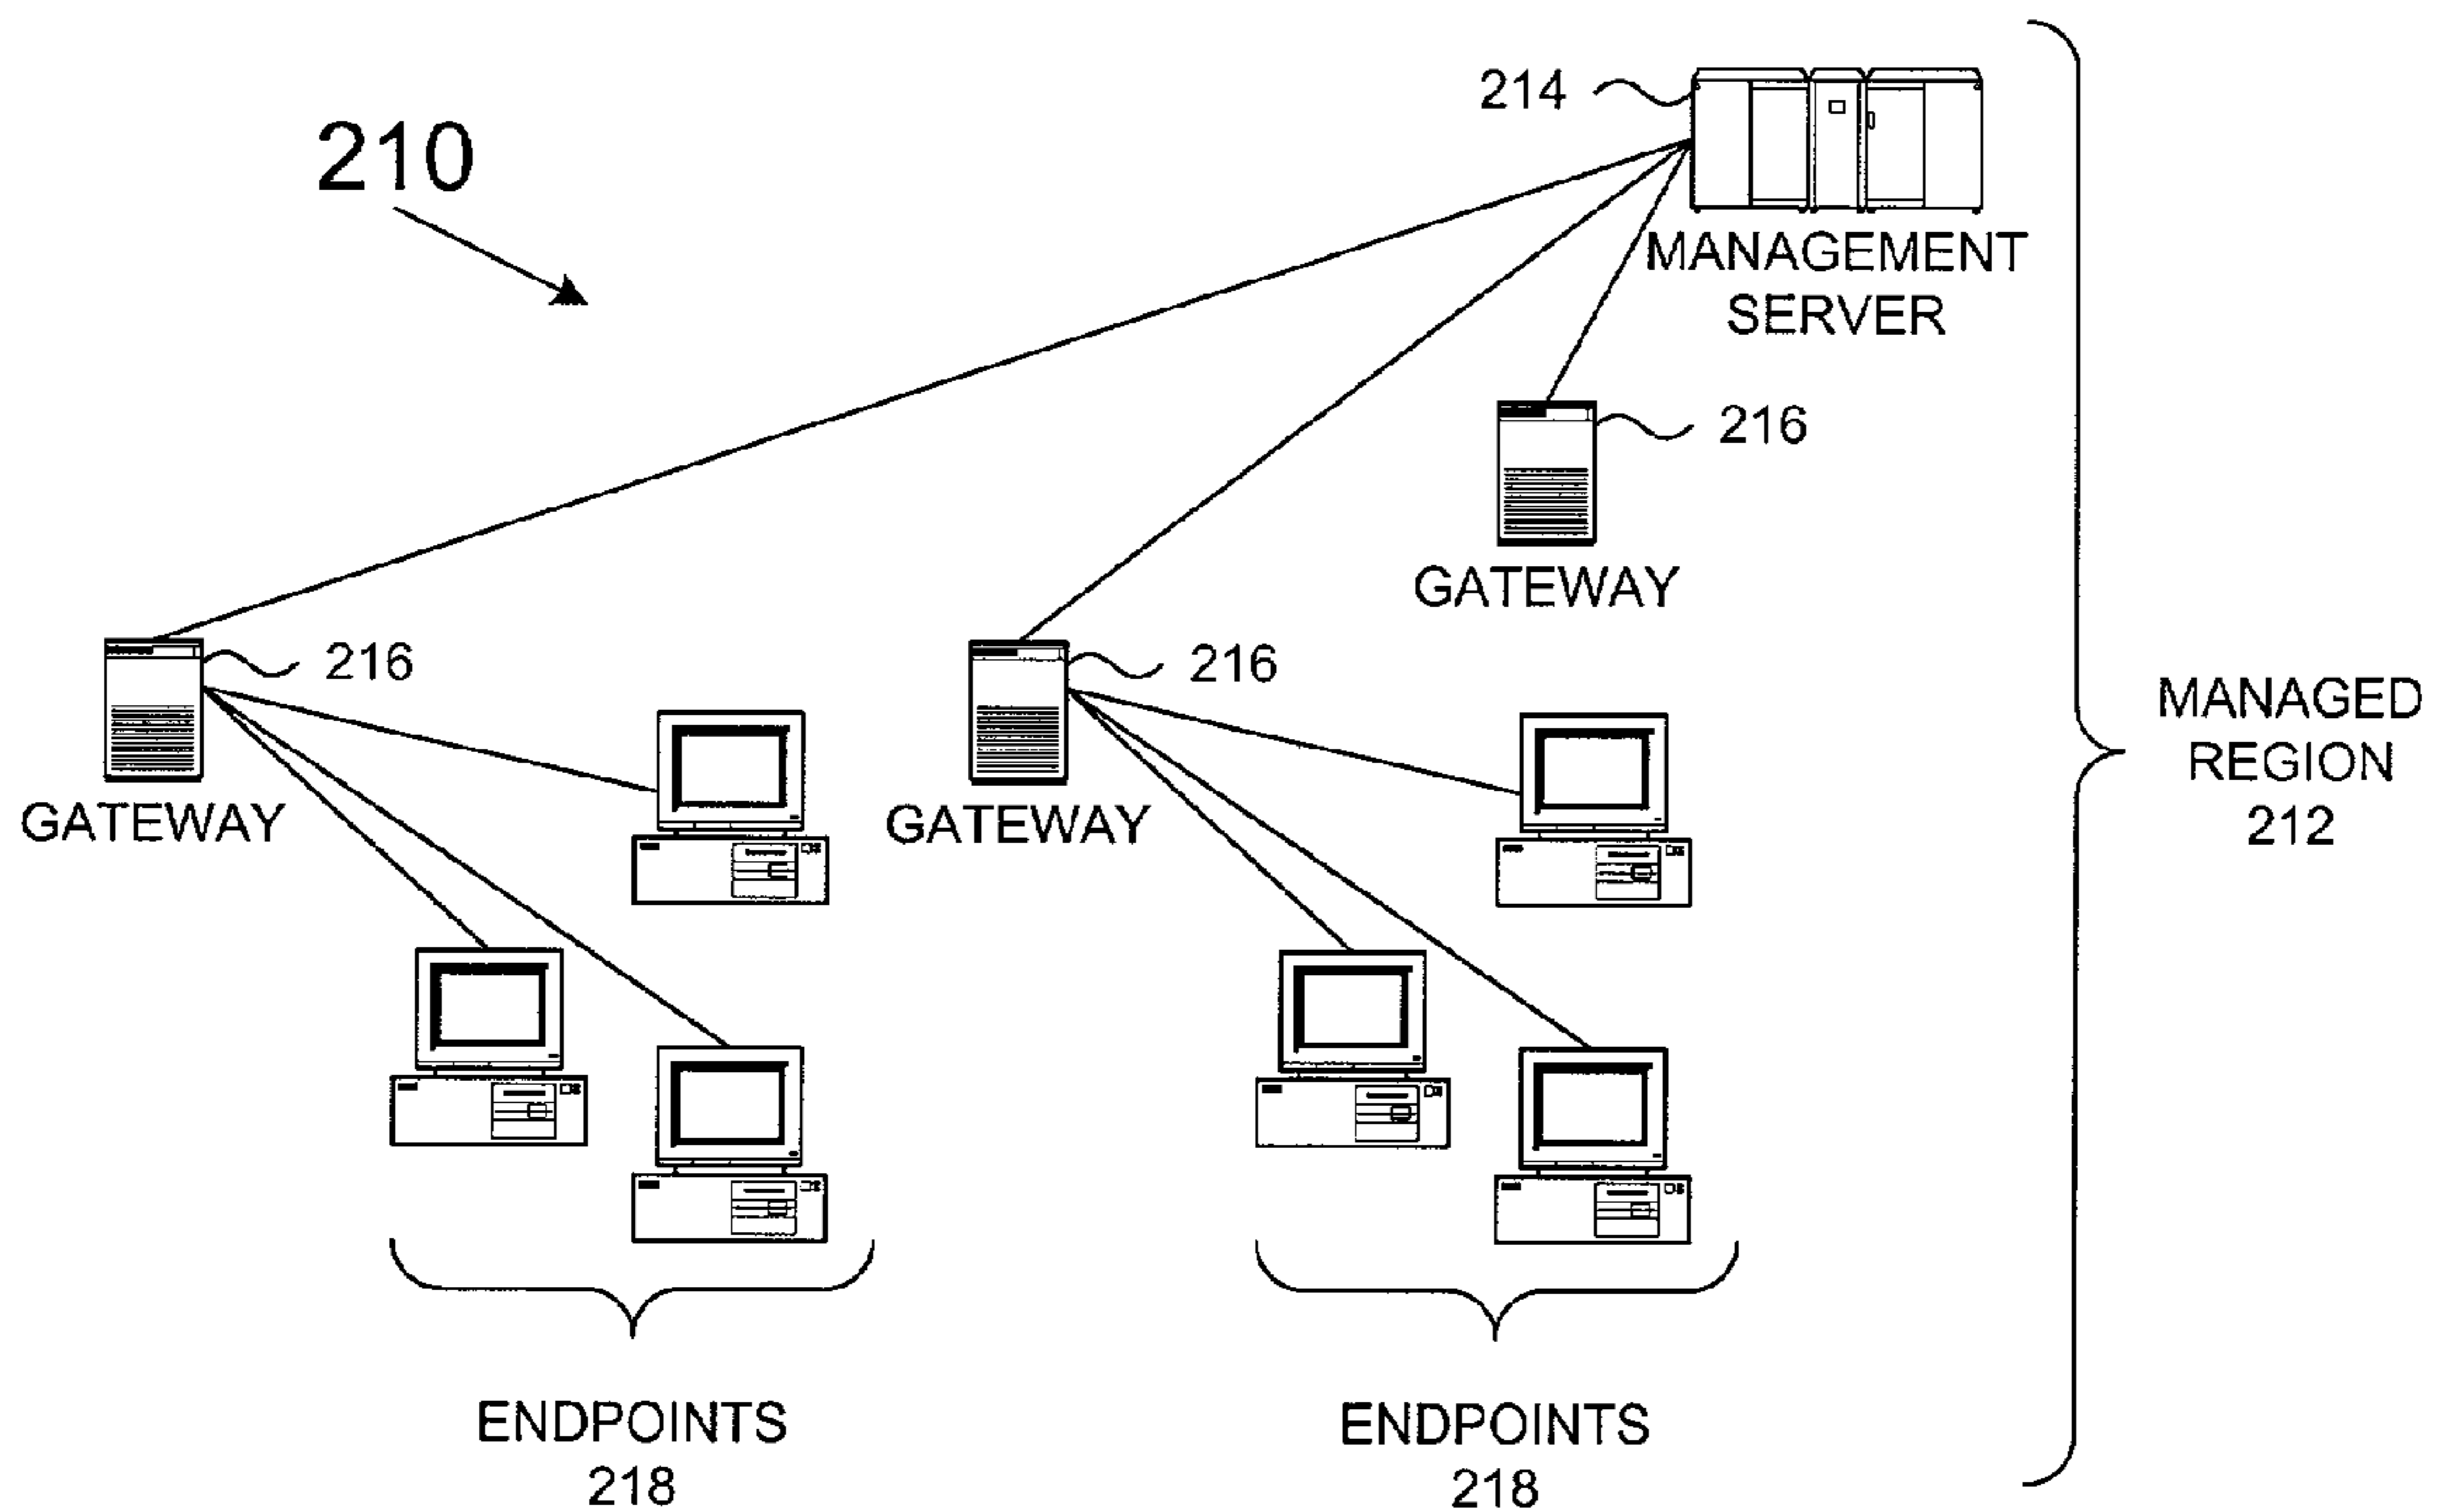 210
214
MANAGEMENT
SERVER
216
GATEWAY
216
GATEWAY
216
GATEWAY
MANAGED
REGION
212
ENDPOINTS
218
ENDPOINTS
218